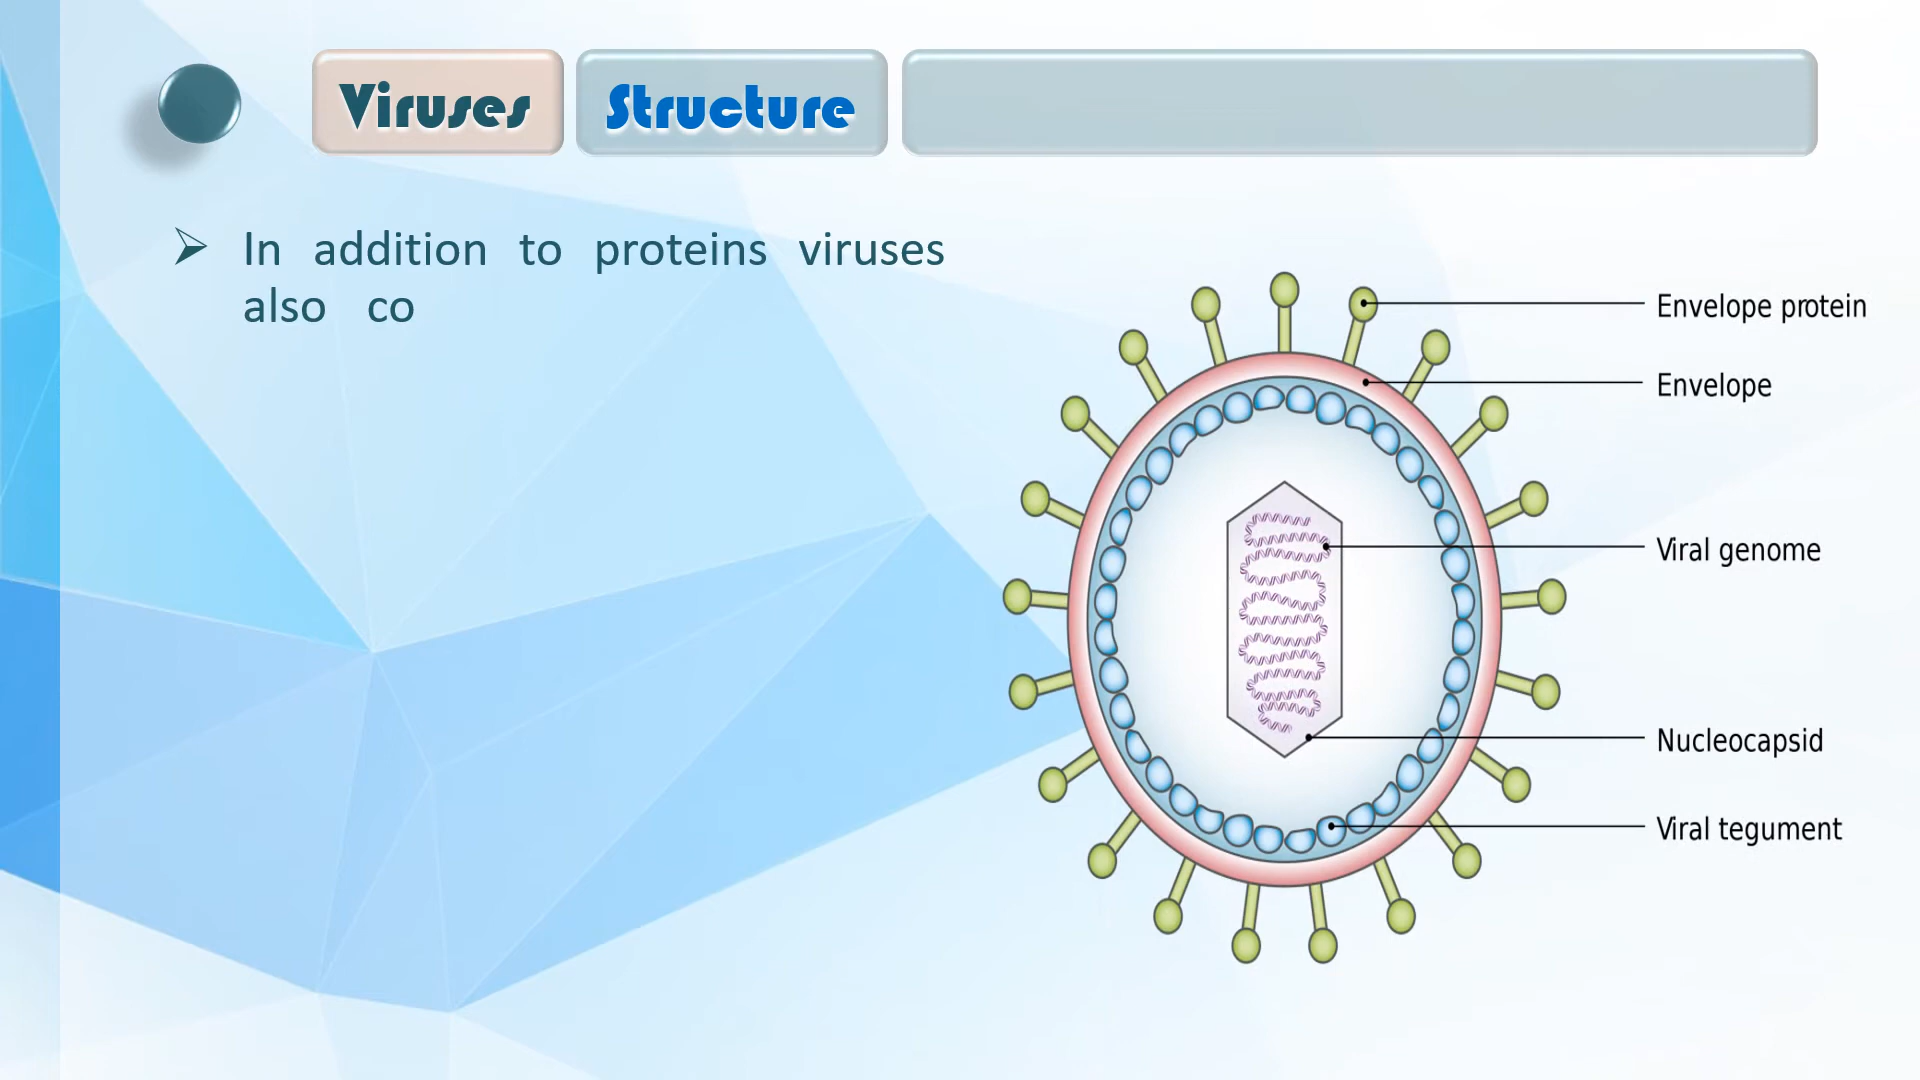 Viruses Structure
In addition to proteins viruses
also co
Envelope protein
Envelope
Viral genome
Nucleocapsid
Viral tegument